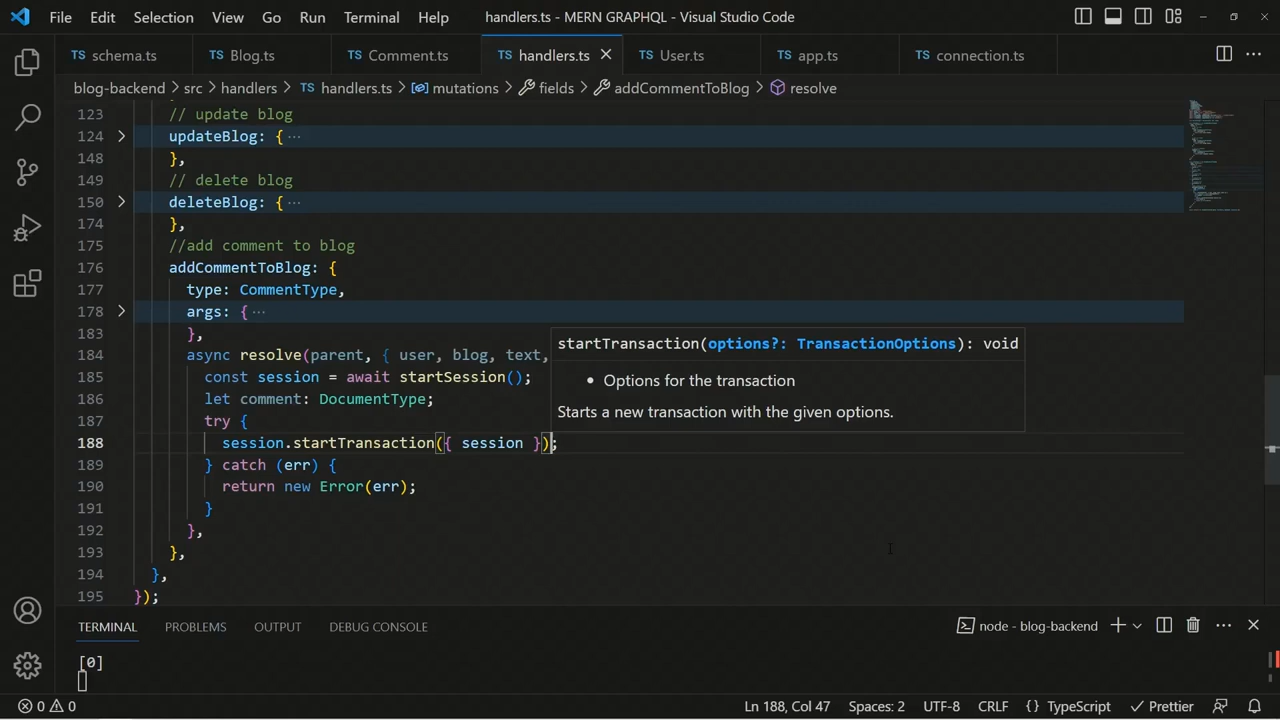 File Edit Selection View Go Run Terminal Help handlers.ts - MERN GRAPHQL - Visual Studio Code
TS schema.ts TS Blog.ts TS Comment.ts TS handlers.ts TS User.ts TS app.ts TS connection.ts
blog-backend > src > handlers > TS handlers.ts > mutations > fields > addCommentToBlog > resolve
123 // update blog
124 updateBlog: { ...
148 },
149 // delete blog
150 deleteBlog: { ...
174 },
175 //add comment to blog
176 addCommentToBlog: {
177 type: CommentType,
178 args: { ...
183 },
startTransaction(options?: TransactionOptions): void
• Options for the transaction
Starts a new transaction with the given options.
184 async resolve(parent, { user, blog, text,
185 const session = await startSession();
186 let comment: DocumentType;
187 try {
188 session.startTransaction({ session });
189 } catch (err) {
190 return new Error(err);
191 }
192 },
193 },
194 },
195 });
TERMINAL PROBLEMS OUTPUT DEBUG CONSOLE node - blog-backend
[0]
0 0 Ln 188, Col 47 Spaces: 2 UTF-8 CRLF {} TypeScript Prettier